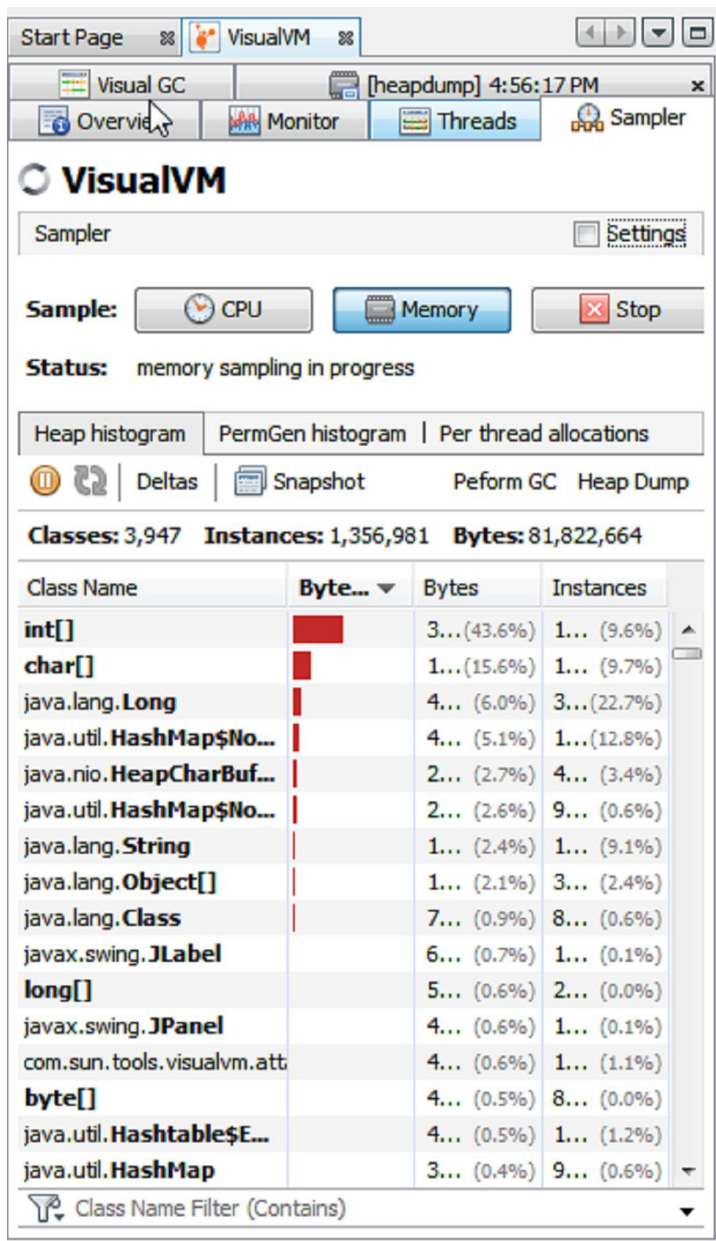 Start Page VisualVM
Visual GC [heapdump] 4:56:17 PM x
Overvie Monitor Threads Sampler
VisualVM
Sampler Settings
Sample: CPU Memory Stop
Status: memory sampling in progress
Heap histogram PermGen histogram | Per thread allocations
Deltas Snapshot Peform GC Heap Dump
Classes: 3,947 Instances: 1,356,981 Bytes: 81,822,664
Class Name Byte... Bytes Instances
int[] 3...(43.6%) 1... (9.6%)
char[] 1...(15.6%) 1... (9.7%)
java.lang.Long 4... (6.0%) 3...(22.7%)
java.util.HashMap$No... 4... (5.1%) 1...(12.8%)
java.nio.HeapCharBuf... 2... (2.7%) 4... (3.4%)
java.util.HashMap$No... 2... (2.6%) 9... (0.6%)
java.lang.String 1... (2.4%) 1... (9.1%)
java.lang.Object[] 1... (2.1%) 3... (2.4%)
java.lang.Class 7... (0.9%) 8... (0.6%)
javax.swing.JLabel 6... (0.7%) 1... (0.1%)
long[] 5... (0.6%) 2... (0.0%)
javax.swing.JPanel 4... (0.6%) 1... (0.1%)
com.sun.tools.visualvm.att 4... (0.6%) 1... (1.1%)
byte[] 4... (0.5%) 8... (0.0%)
java.util.Hashtable$E... 4... (0.5%) 1... (1.2%)
java.util.HashMap 3... (0.4%) 9... (0.6%)
Class Name Filter (Contains)